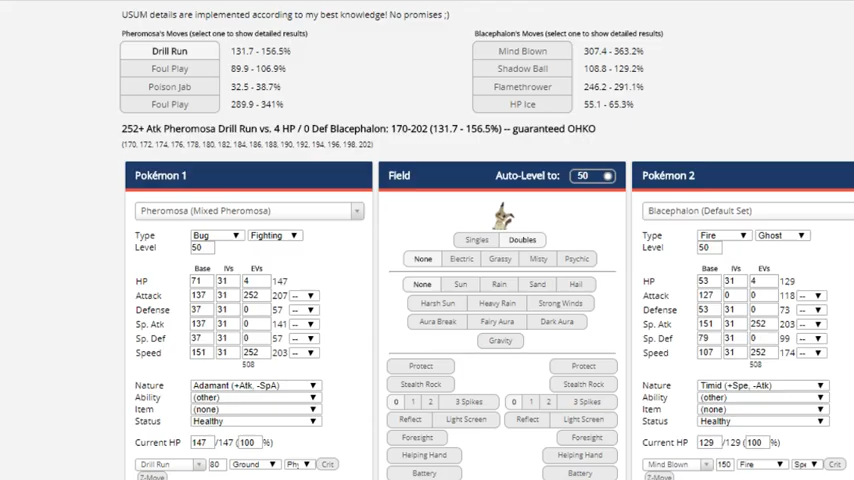 USUM details are implemented according to my best knowledge! No promises ;)
Pheromosa's Moves (select one to show detailed results)
Drill Run 131.7 - 156.5%
Foul Play 89.9 - 106.9%
Poison Jab 32.5 - 38.7%
Foul Play 289.9 - 341%
Blacephalon's Moves (select one to show detailed results)
Mind Blown 307.4 - 363.2%
Shadow Ball 108.8 - 129.2%
Flamethrower 246.2 - 291.1%
HP Ice 55.1 - 65.3%
252+ Atk Pheromosa Drill Run vs. 4 HP / 0 Def Blacephalon: 170-202 (131.7 - 156.5%) -- guaranteed OHKO
(170, 172, 174, 176, 178, 180, 182, 184, 186, 188, 190, 192, 194, 196, 198, 202)
Pokémon 1
Pheromosa (Mixed Pheromosa)
Type Bug Fighting
Level 50
Base IVs EVs
HP 71 31 4 147
Attack 137 31 252 207 --
Defense 37 31 0 57 --
Sp. Atk 137 31 0 141 --
Sp. Def 37 31 0 57 --
Speed 151 31 252 203 --
508
Nature Adamant (+Atk, -SpA)
Ability (other)
Item (none)
Status Healthy
Current HP 147 /147 (100 %)
Drill Run 80 Ground Phy Crit
Z-Move
Field Auto-Level to: 50
Singles Doubles
None Electric Grassy Misty Psychic
None Sun Rain Sand Hail
Harsh Sun Heavy Rain Strong Winds
Aura Break Fairy Aura Dark Aura
Gravity
Protect Protect
Stealth Rock Stealth Rock
0 1 2 3 Spikes 0 1 2 3 Spikes
Reflect Light Screen Reflect Light Screen
Foresight Foresight
Helping Hand Helping Hand
Battery Battery
Pokémon 2
Blacephalon (Default Set)
Type Fire Ghost
Level 50
Base IVs EVs
HP 53 31 4 129
Attack 127 0 0 118 --
Defense 53 31 0 73 --
Sp. Atk 151 31 252 203 --
Sp. Def 79 31 0 99 --
Speed 107 31 252 174 --
508
Nature Timid (+Spe, -Atk)
Ability (other)
Item (none)
Status Healthy
Current HP 129 /129 (100 %)
Mind Blown 150 Fire Spe Crit
Z-Move